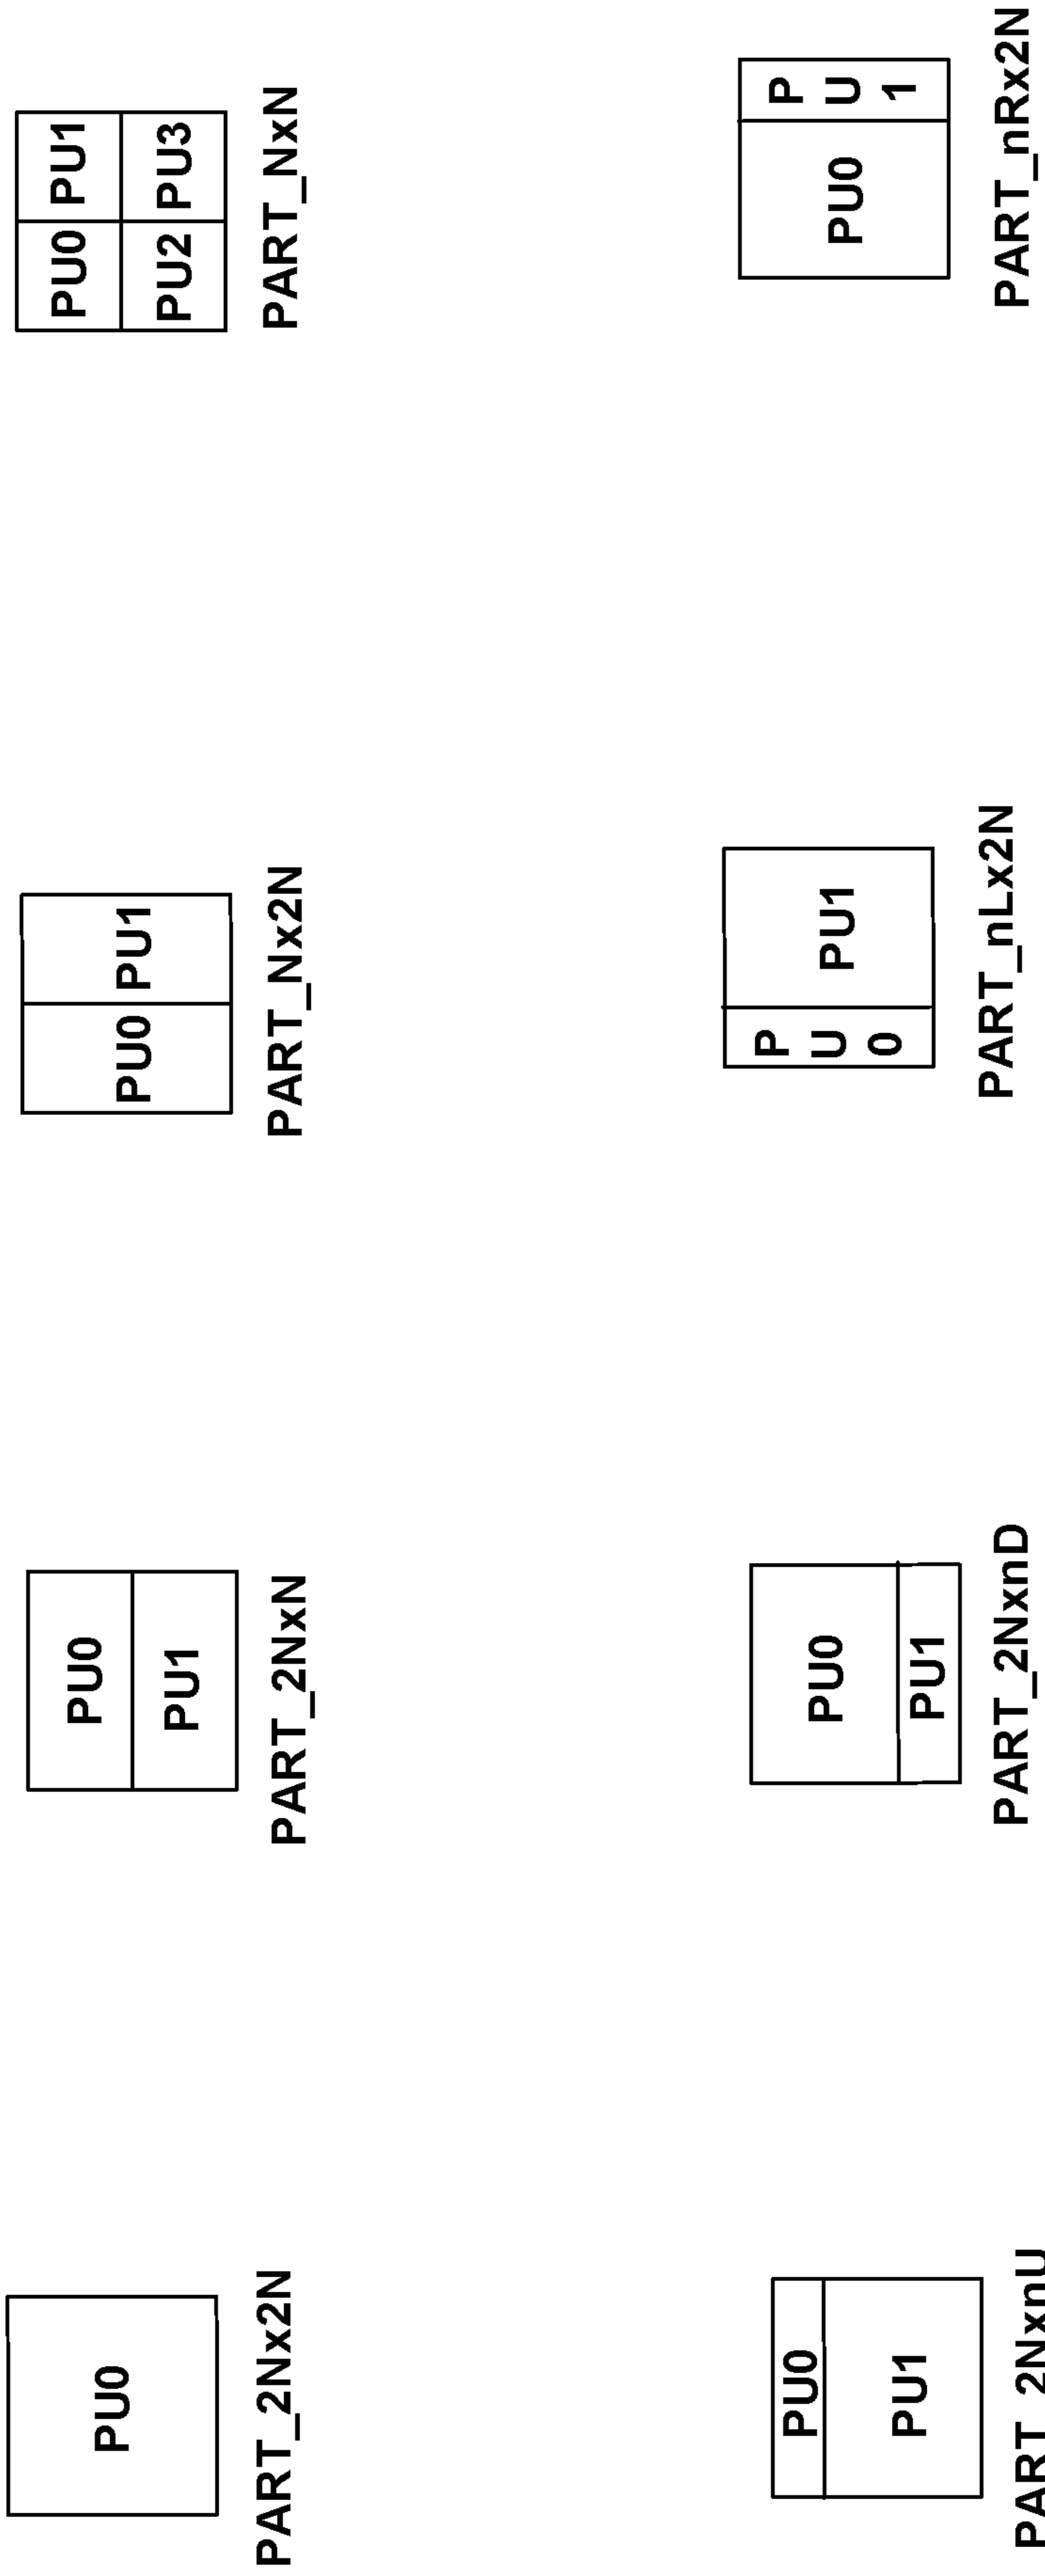 PU0
PART_2Nx2N
PU0
PU1
PART_2NxN
PU0 PU1
PART_Nx2N
PU0 PU1
PU2 PU3
PART_NxN
PU0
PU1
PART_2NxnU
PU0
PU1
PART_2NxnD
P
U
0
PU1
PART_nLx2N
PU0
P
U
1
PART_nRx2N